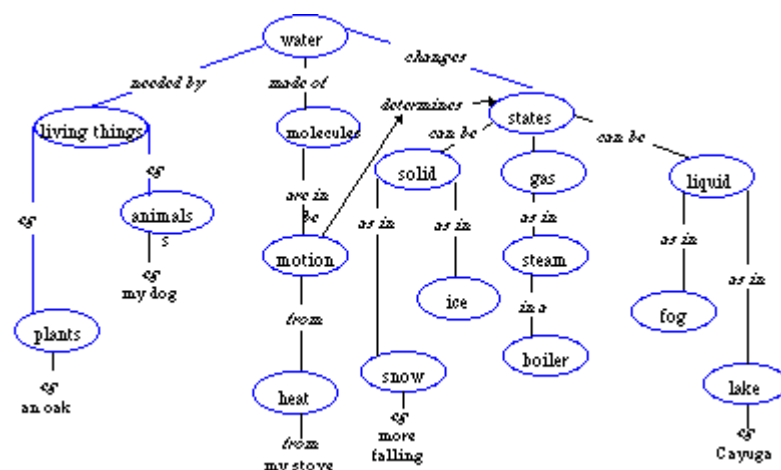 water
needed by
made of
changes
living things
molecules
determines
states
can be
can be
eg
eg
animals
s
eg
my dog
are in
be
solid
gas
liquid
as in
as in
as in
as in
as in
motion
steam
ice
fog
from
in a
plants
eg
an oak
heat
from
my stove
snow
eg
more
falling
boiler
lake
eg
Cayuga